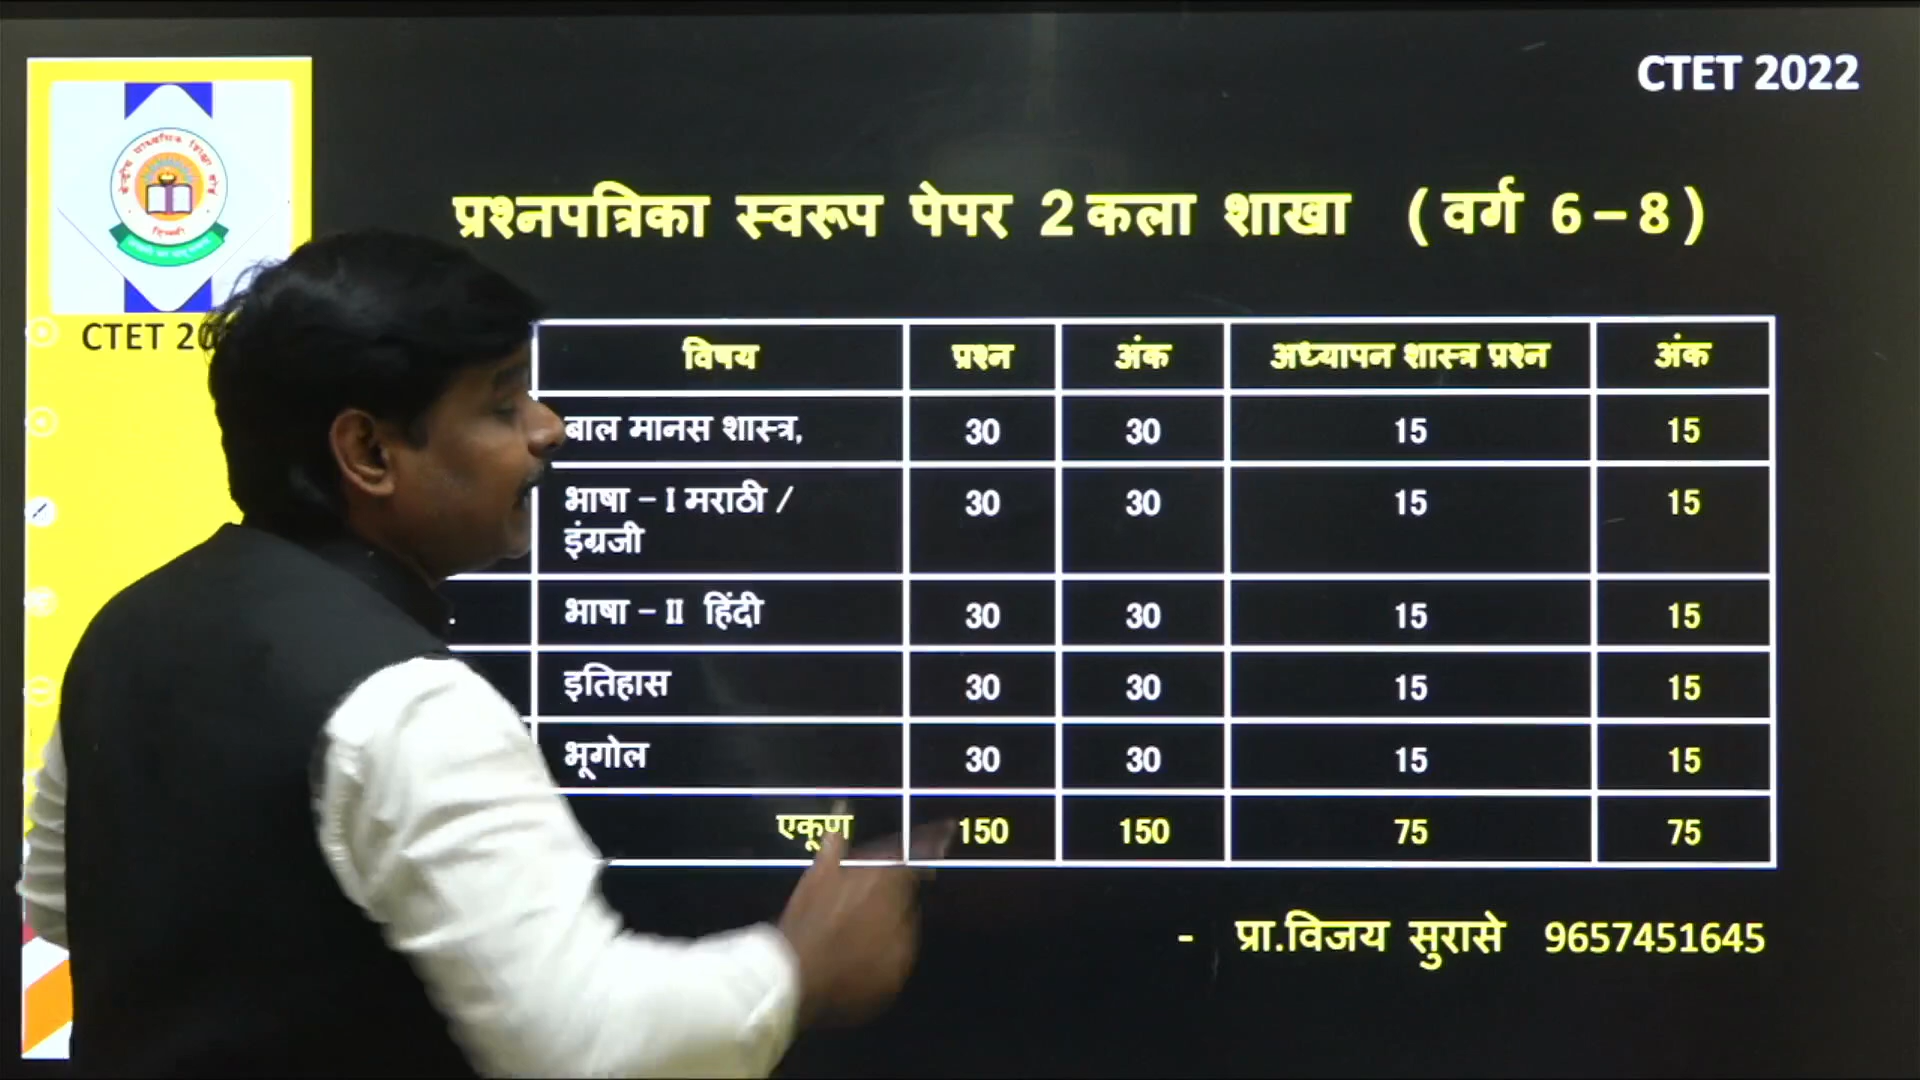 CTET 2022
केन्द्रीय माध्यमिक शिक्षा बोर्ड
दिल्ली
CTET 20
प्रश्नपत्रिका स्वरूप पेपर 2 कला शाखा ( वर्ग 6 – 8 )
विषय प्रश्न अंक अध्यापन शास्त्र प्रश्न अंक
बाल मानस शास्त्र, 30 30 15 15
भाषा – I मराठी / 30 30 15 15
इंग्रजी
भाषा – II हिंदी 30 30 15 15
इतिहास 30 30 15 15
भूगोल 30 30 15 15
एकूण 150 150 75 75
- प्रा.विजय सुरासे 9657451645